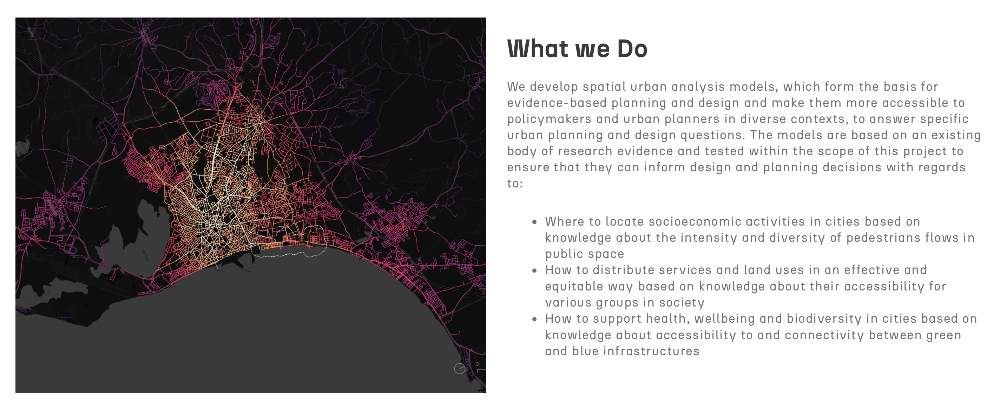 What we Do
We develop spatial urban analysis models, which form the basis for
evidence-based planning and design and make them more accessible to
policymakers and urban planners in diverse contexts, to answer specific
urban planning and design questions. The models are based on an existing
body of research evidence and tested within the scope of this project to
ensure that they can inform design and planning decisions with regards
to:
• Where to locate socioeconomic activities in cities based on
knowledge about the intensity and diversity of pedestrians flows in
public space
• How to distribute services and land uses in an effective and
equitable way based on knowledge about their accessibility for
various groups in society
• How to support health, wellbeing and biodiversity in cities based on
knowledge about accessibility to and connectivity between green
and blue infrastructures
0